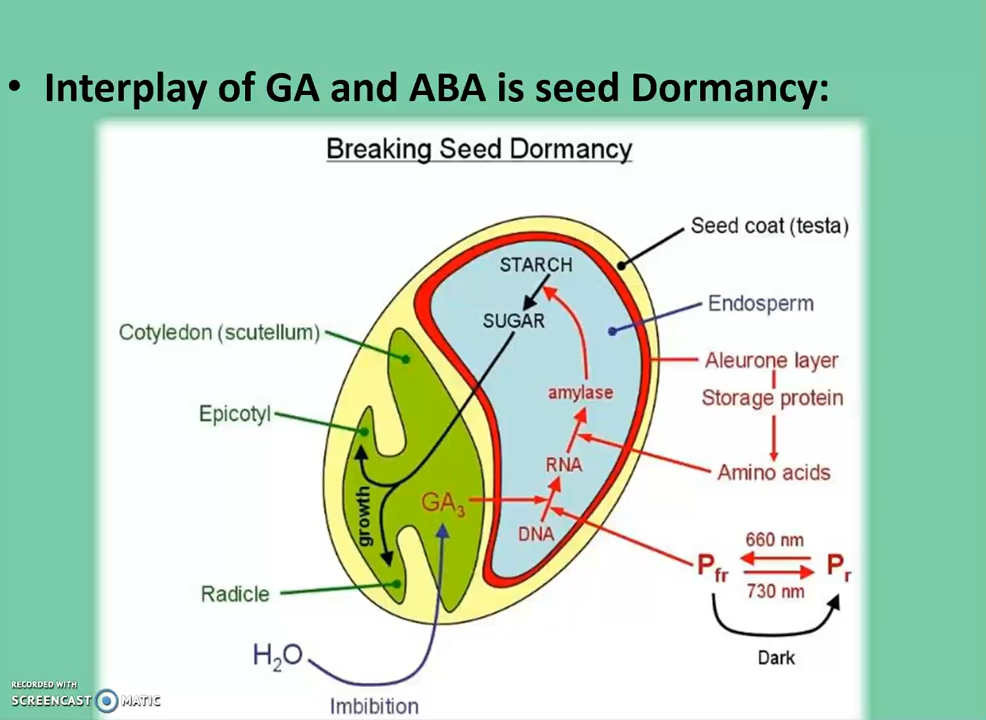 • Interplay of GA and ABA is seed Dormancy:
Breaking Seed Dormancy
Seed coat (testa)
STARCH
Endosperm
SUGAR
Cotyledon (scutellum)
Aleurone layer
amylase
Storage protein
Epicotyl
RNA
Amino acids
growth
GA₃
DNA
660 nm
Pfr
Pr
730 nm
Radicle
H₂O
Dark
Imbibition
RECORDED WITH
SCREENCAST MATIC